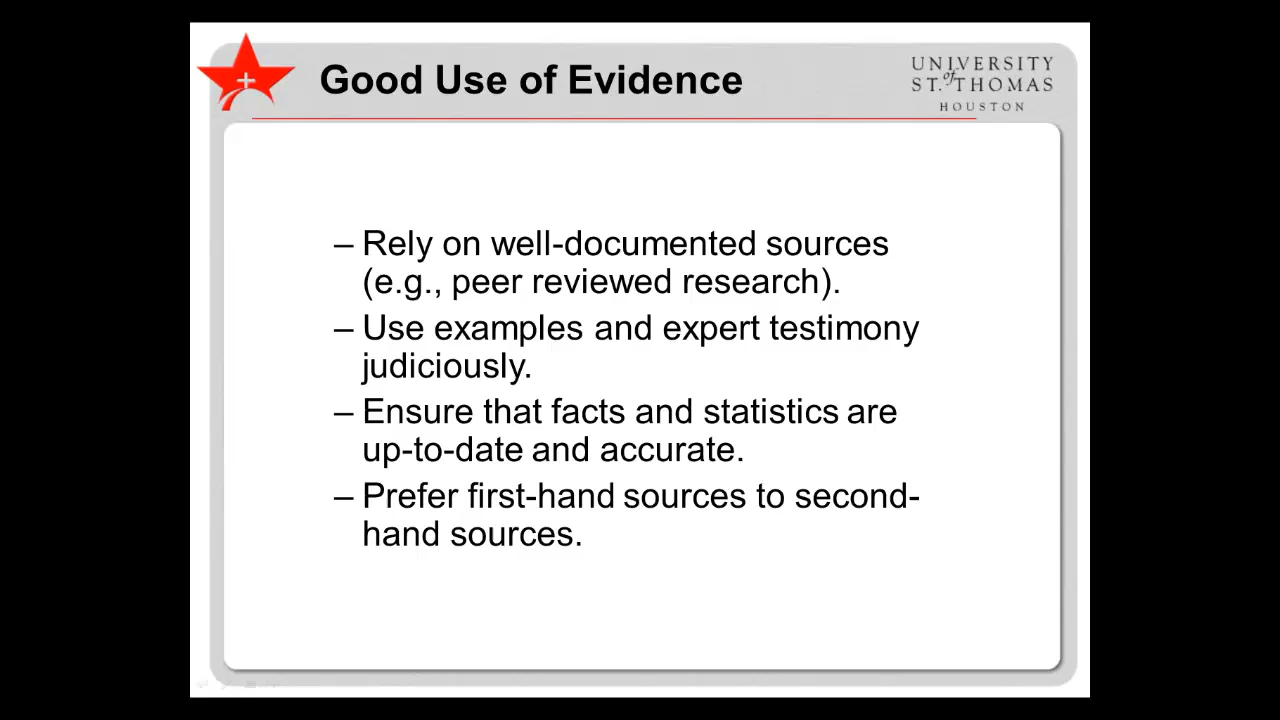 Good Use of Evidence
UNIVERSITY
of
ST. THOMAS
HOUSTON
– Rely on well-documented sources
(e.g., peer reviewed research).
– Use examples and expert testimony
judiciously.
– Ensure that facts and statistics are
up-to-date and accurate.
– Prefer first-hand sources to second-
hand sources.